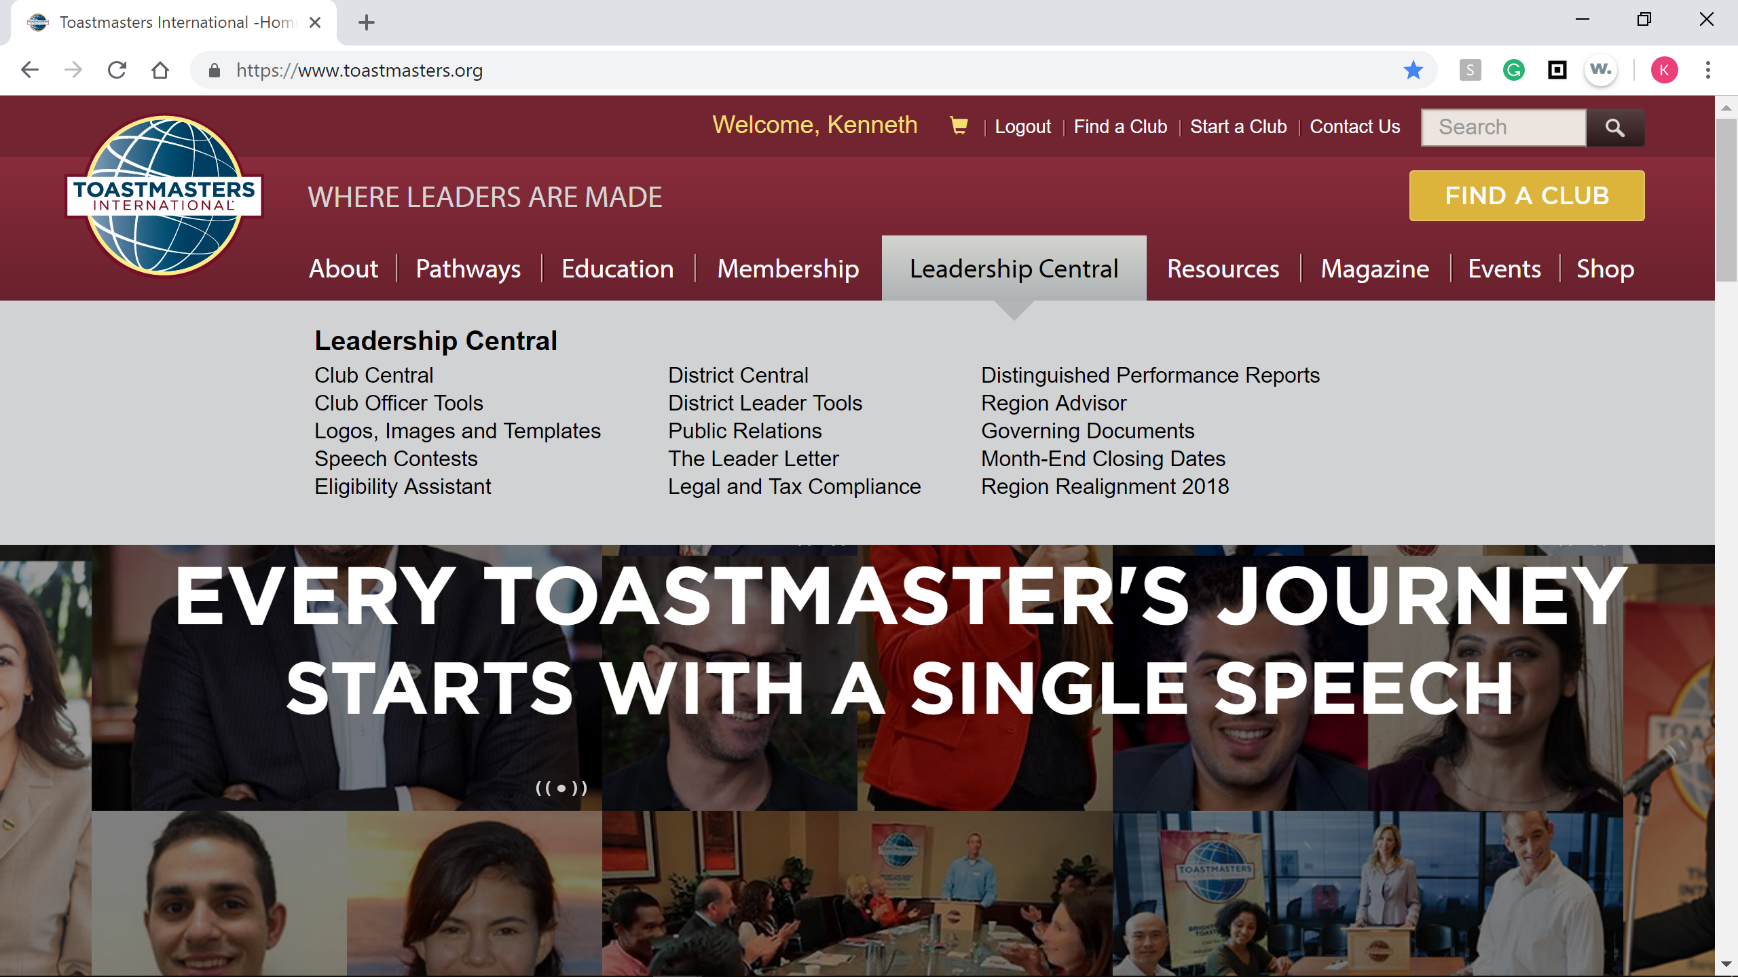 Toastmasters International -Hom
https://www.toastmasters.org
S
G
w.
K
Welcome, Kenneth
Logout
Find a Club
Start a Club
Contact Us
Search
TOASTMASTERS
INTERNATIONAL
WHERE LEADERS ARE MADE
FIND A CLUB
About
Pathways
Education
Membership
Leadership Central
Resources
Magazine
Events
Shop
Leadership Central
Club Central
Club Officer Tools
Logos, Images and Templates
Speech Contests
Eligibility Assistant
District Central
District Leader Tools
Public Relations
The Leader Letter
Legal and Tax Compliance
Distinguished Performance Reports
Region Advisor
Governing Documents
Month-End Closing Dates
Region Realignment 2018
EVERY TOASTMASTER'S JOURNEY
STARTS WITH A SINGLE SPEECH
TOASTMASTERS
TOASTMASTERS